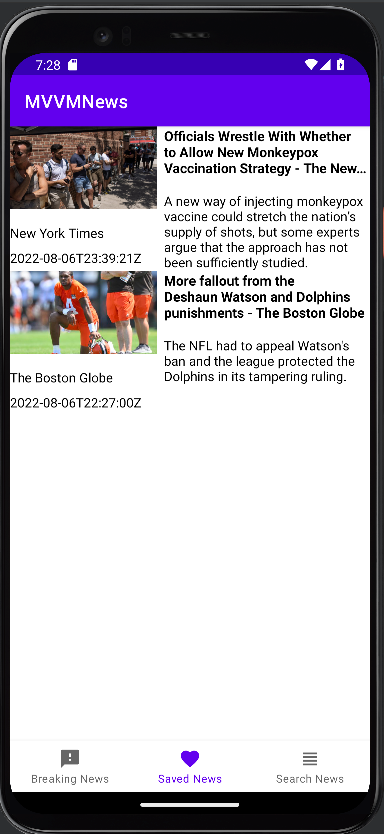 7:28
MVVMNews
Officials Wrestle With Whether
to Allow New Monkeypox
Vaccination Strategy - The New…
A new way of injecting monkeypox
vaccine could stretch the nation's
supply of shots, but some experts
argue that the approach has not
been sufficiently studied.
New York Times
2022-08-06T23:39:21Z
More fallout from the
Deshaun Watson and Dolphins
punishments - The Boston Globe
The NFL had to appeal Watson's
ban and the league protected the
Dolphins in its tampering ruling.
The Boston Globe
2022-08-06T22:27:00Z
Breaking News
Saved News
Search News